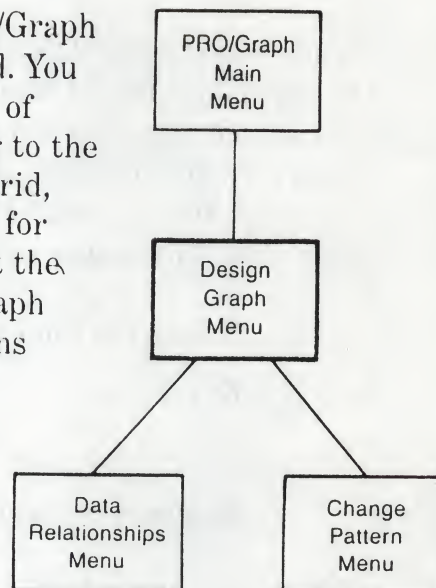 /Graph
d. You
of
r to the
rid,
for
t the
aph
ns
PRO/Graph
Main
Menu
Design
Graph
Menu
Data
Relationships
Menu
Change
Pattern
Menu